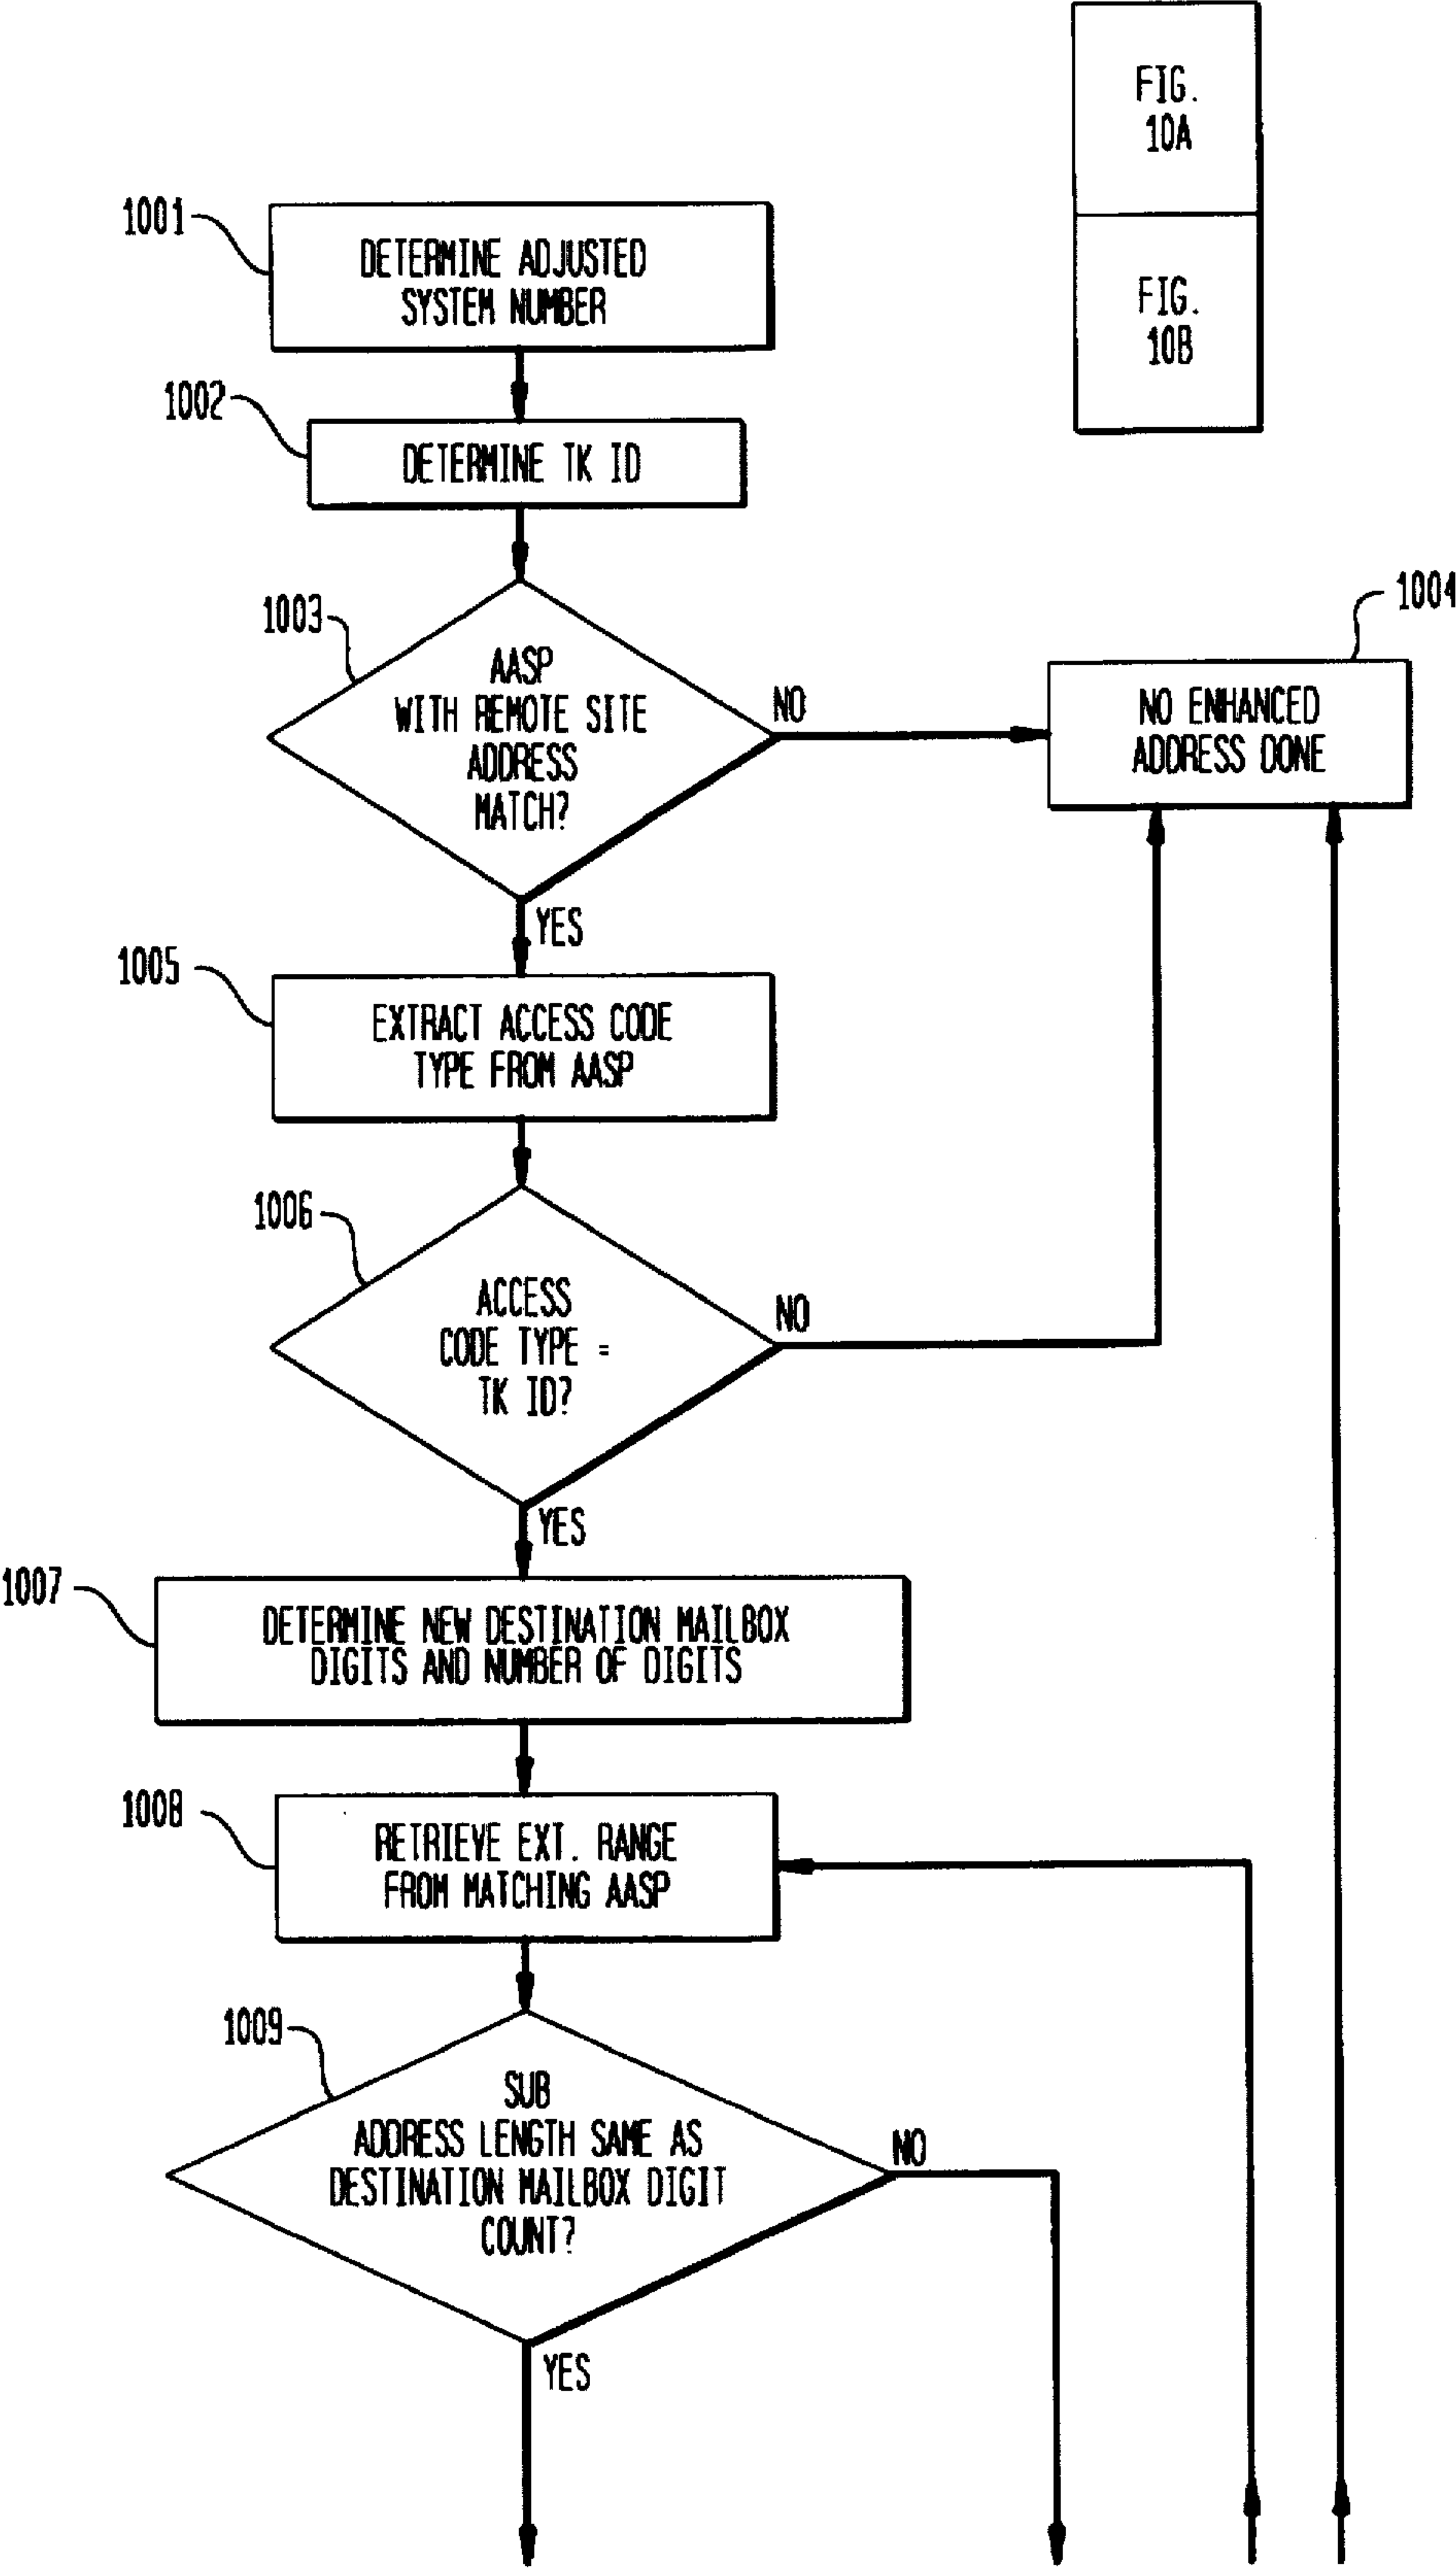 FIG.
10A
FIG.
10B
1001
DETERMINE ADJUSTED
SYSTEM NUMBER
1002
DETERMINE TK ID
1003
AASP
WITH REMOTE SITE
ADDRESS
MATCH?
NO
1004
NO ENHANCED
ADDRESS DONE
YES
1005
EXTRACT ACCESS CODE
TYPE FROM AASP
1006
ACCESS
CODE TYPE =
TK ID?
NO
YES
1007
DETERMINE NEW DESTINATION MAILBOX
DIGITS AND NUMBER OF DIGITS
1008
RETRIEVE EXT. RANGE
FROM MATCHING AASP
1009
SUB
ADDRESS LENGTH SAME AS
DESTINATION MAILBOX DIGIT
COUNT?
NO
YES